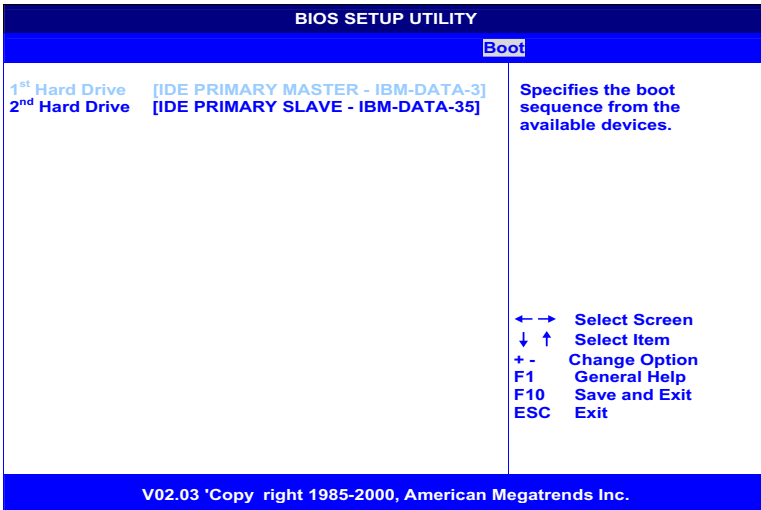 BIOS SETUP UTILITY
Boot
1st Hard Drive [IDE PRIMARY MASTER - IBM-DATA-3]
2nd Hard Drive [IDE PRIMARY SLAVE - IBM-DATA-35]
Specifies the boot
sequence from the
available devices.
←→ Select Screen
↓ ↑ Select Item
+ - Change Option
F1 General Help
F10 Save and Exit
ESC Exit
V02.03 'Copy right 1985-2000, American Megatrends Inc.